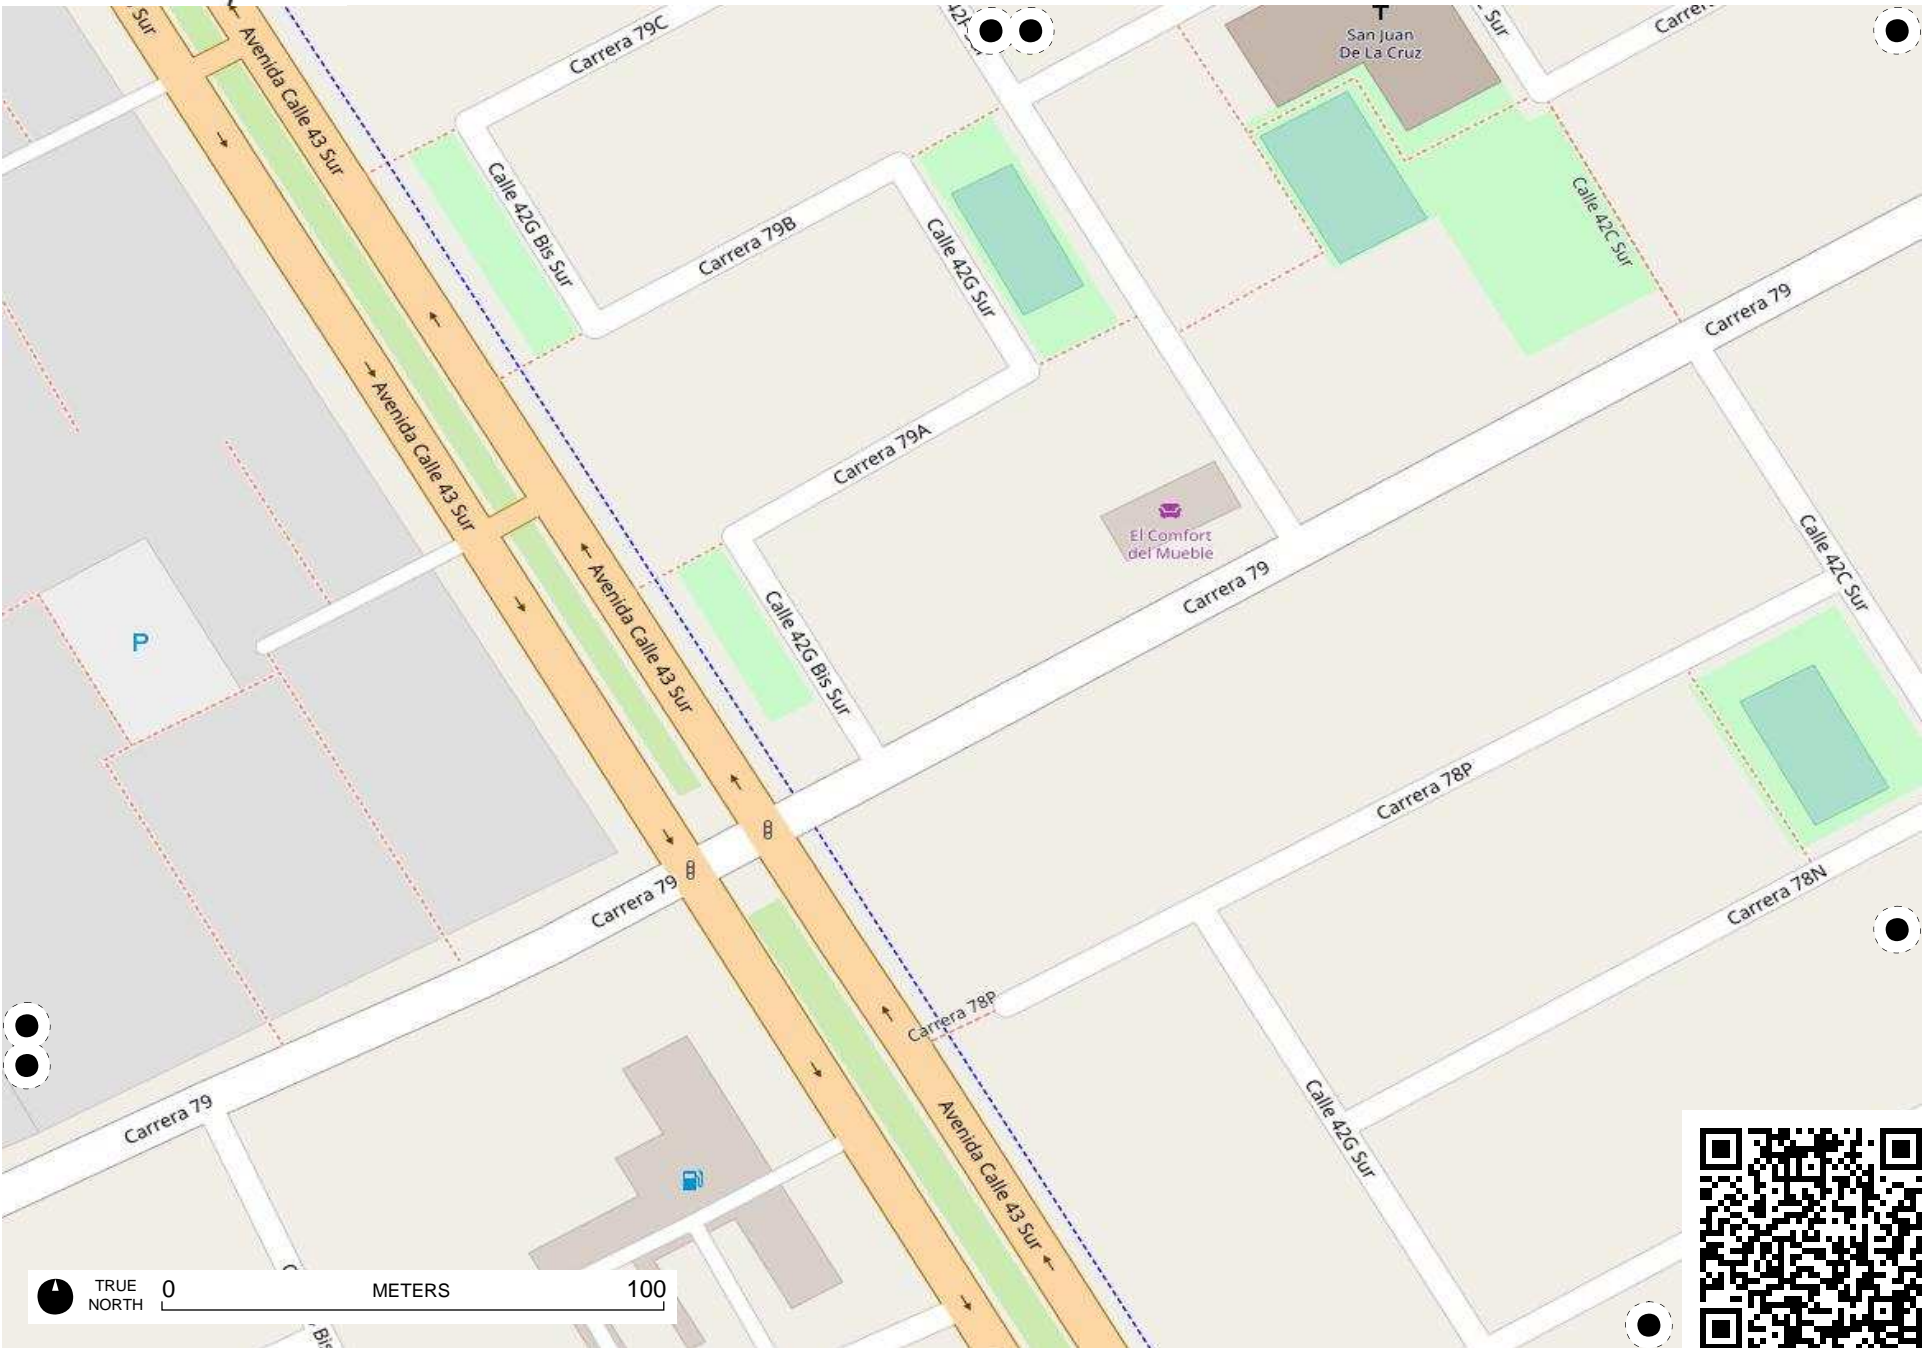 Sur
Avenida Calle 43 Sur
Carrera 79C
San Juan
De La Cruz
Sur
Calle 42G Bis Sur
Carrera 79B
Calle 42G Sur
Calle 42C Sur
Carrera 79
Avenida Calle 43 Sur
Carrera 79A
El Comfort
del Mueble
Carrera 79
Calle 42C Sur
Avenida Calle 43 Sur
Calle 42G Bis Sur
P
Carrera 78P
Carrera 79
Carrera 78N
Carrera 78P
Carrera 79
Avenida Calle 43 Sur
Calle 42G Sur
TRUE
NORTH
0 METERS 100
Bis